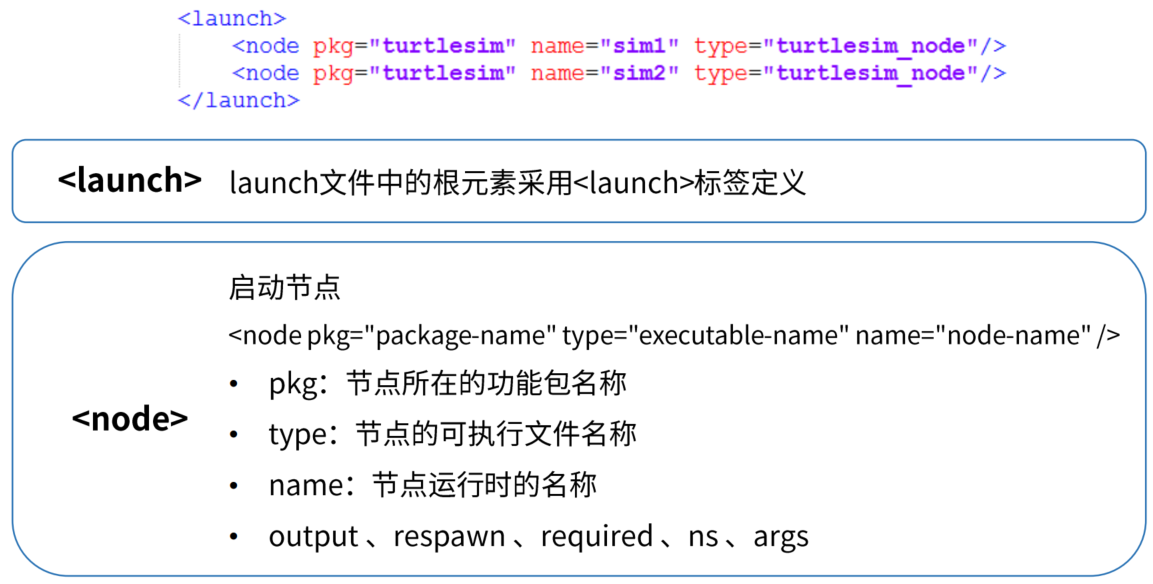 <launch>
<node pkg="turtlesim" name="sim1" type="turtlesim_node"/>
<node pkg="turtlesim" name="sim2" type="turtlesim_node"/>
</launch>
<launch> launch文件中的根元素采用<launch>标签定义
启动节点
<node pkg="package-name" type="executable-name" name="node-name" />
• pkg：节点所在的功能包名称
<node>
• type：节点的可执行文件名称
• name：节点运行时的名称
• output 、respawn 、required 、ns 、args